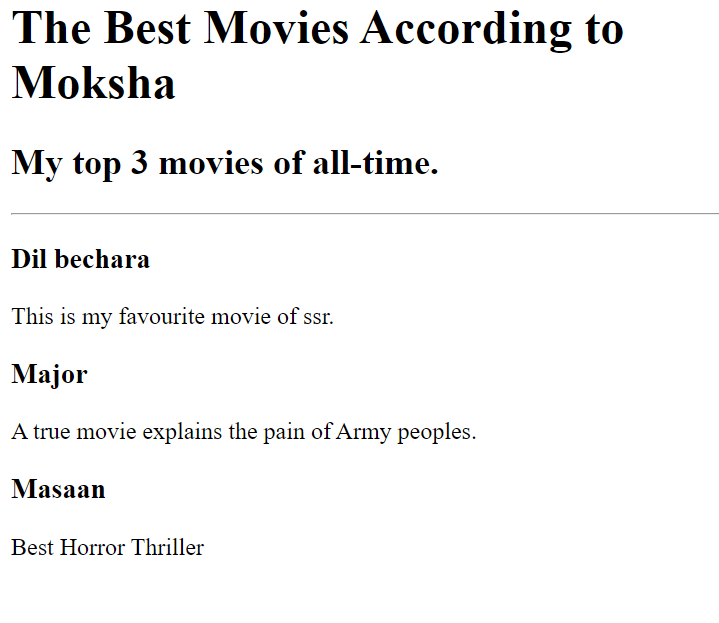 The Best Movies According to
Moksha
My top 3 movies of all-time.
Dil bechara
This is my favourite movie of ssr.
Major
A true movie explains the pain of Army peoples.
Masaan
Best Horror Thriller